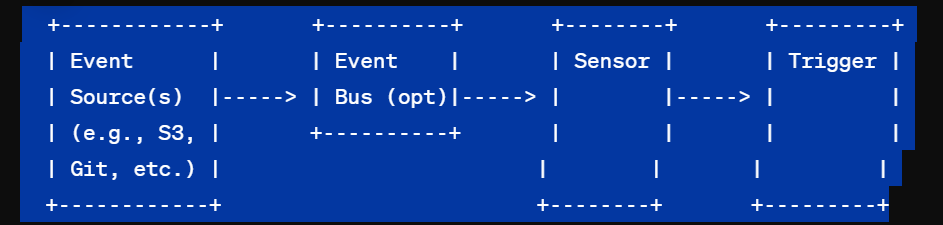 +------------+        +----------+        +--------+        +---------+
| Event      |        | Event    |        | Sensor |        | Trigger |
| Source(s)  |-----> | Bus (opt)|-----> |        |-----> |         |
| (e.g., S3, |       +----------+        |        |        |         |
| Git, etc.) |                          |        |        |         |
+------------+                          +--------+        +---------+